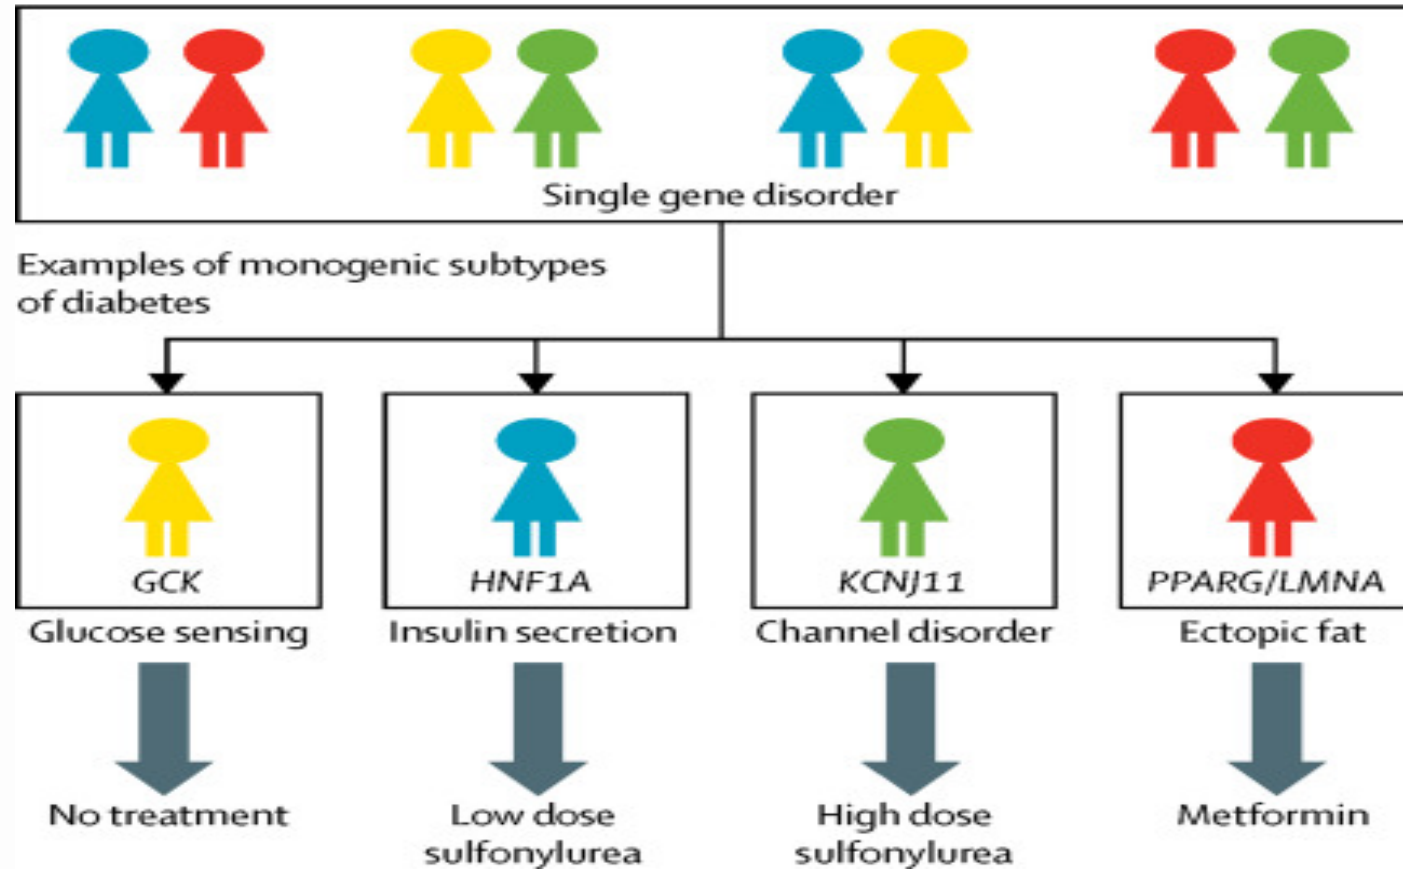 Single gene disorder
Examples of monogenic subtypes
of diabetes
GCK
HNF1A
KCNJ11
PPARG/LMNA
Glucose sensing
Insulin secretion
Channel disorder
Ectopic fat
No treatment
Low dose
sulfonylurea
High dose
sulfonylurea
Metformin